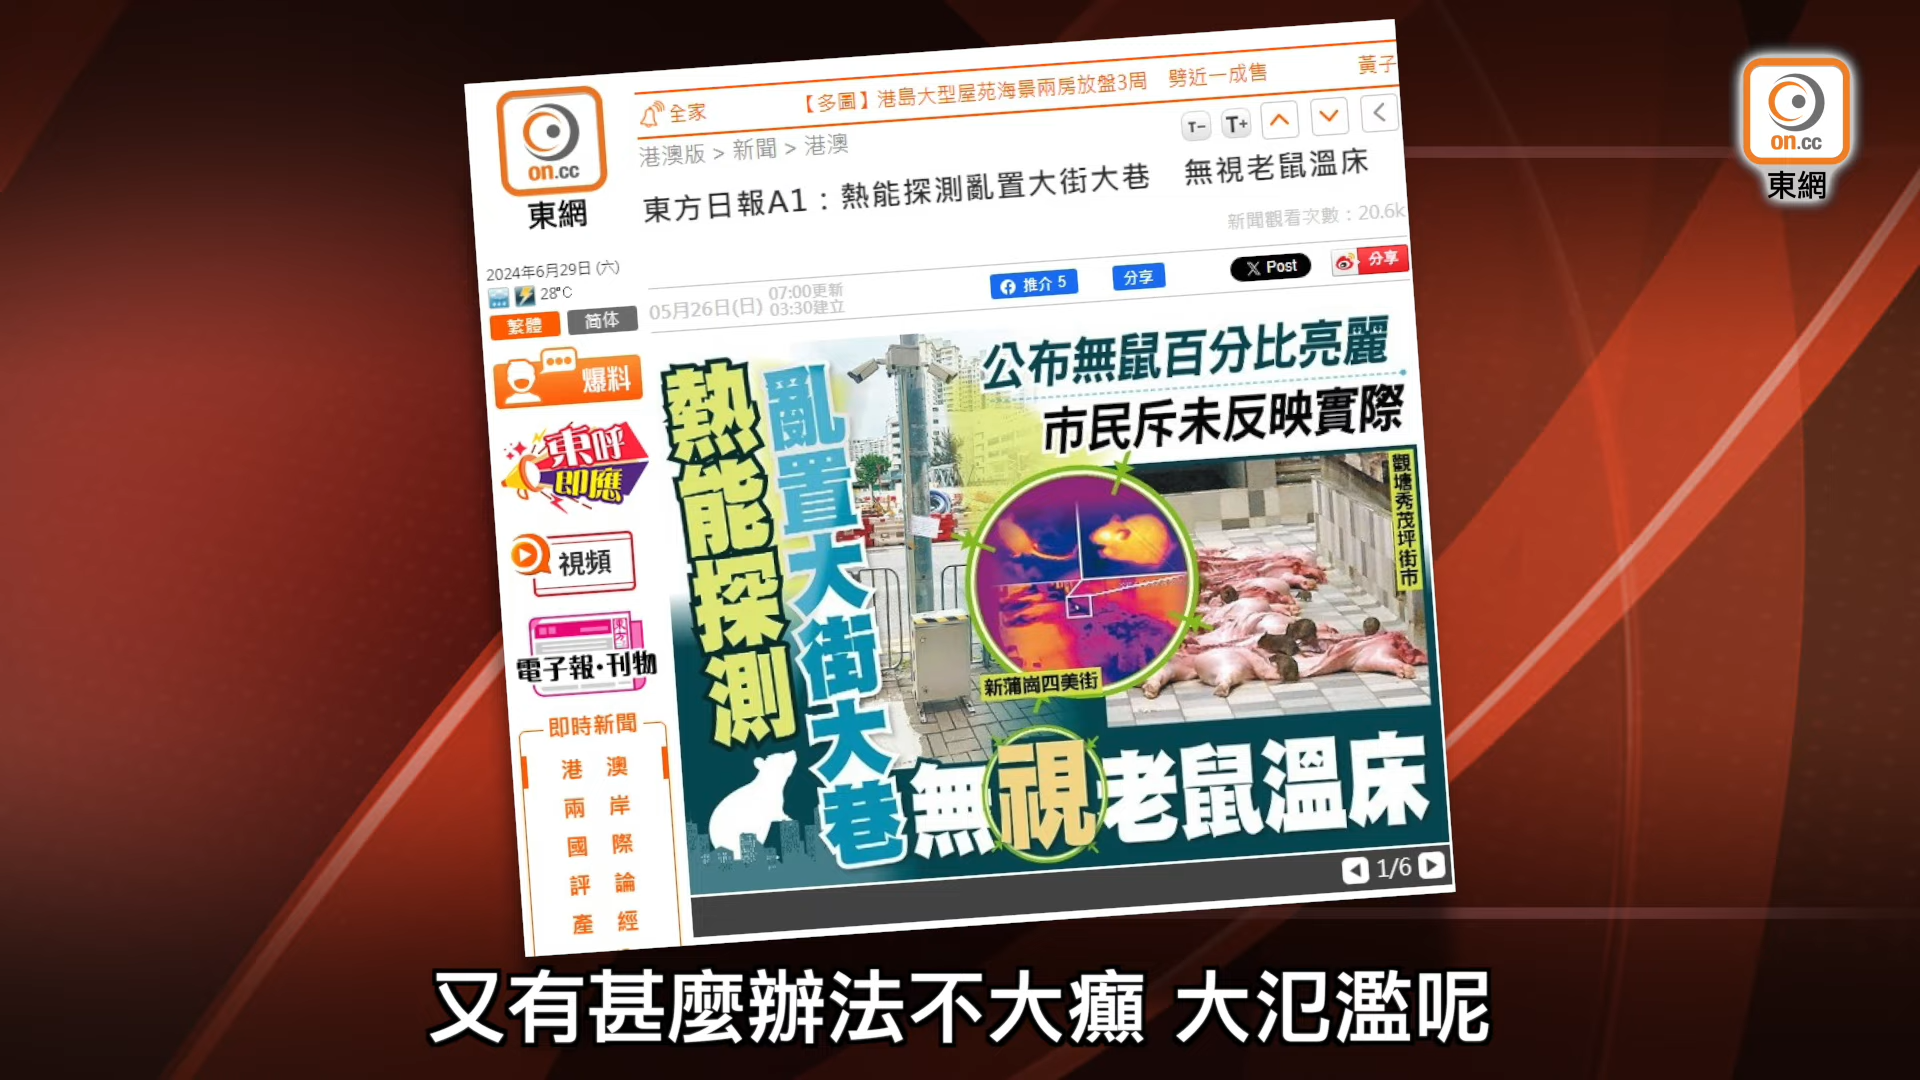 on.cc
東網
全家
【多圖】港島大型屋苑海景兩房放盤3周 劈近一成售
黃子
港澳版 > 新聞 > 港澳
T-
T+
東方日報A1：熱能探測亂置大街大巷 無視老鼠溫床
新聞觀看次數：20.6k
2024年6月29日 (六)
28°C
繁體
简体
05月26日(日)
07:00更新
03:30建立
推介 5
分享
Post
分享
爆料
東呼
即應
視頻
東方
電子報·刊物
即時新聞
港澳
兩岸
國際
評論
產經
公布無鼠百分比亮麗
市民斥未反映實際
熱能探測
亂置大街大巷
無視老鼠溫床
觀塘秀茂坪街市
新蒲崗四美街
1/6
on.cc
東網
又有甚麼辦法不大癲 大氾濫呢